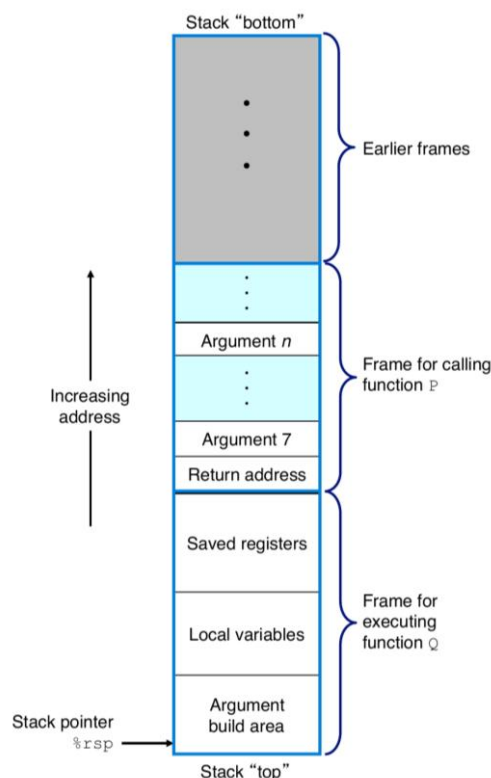 Stack “bottom”
Earlier frames
Argument n
Frame for calling
function P
Increasing
address
Argument 7
Return address
Saved registers
Frame for
executing
function Q
Local variables
Argument
build area
Stack pointer
%rsp
Stack “top”